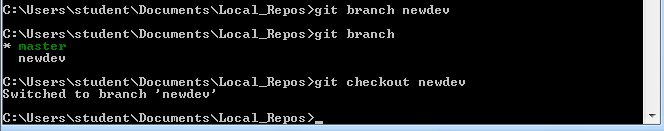 C:\Users\student\Documents\Local_Repos>git branch newdev
C:\Users\student\Documents\Local_Repos>git branch
* master
  newdev
C:\Users\student\Documents\Local_Repos>git checkout newdev
Switched to branch 'newdev'
C:\Users\student\Documents\Local_Repos>_